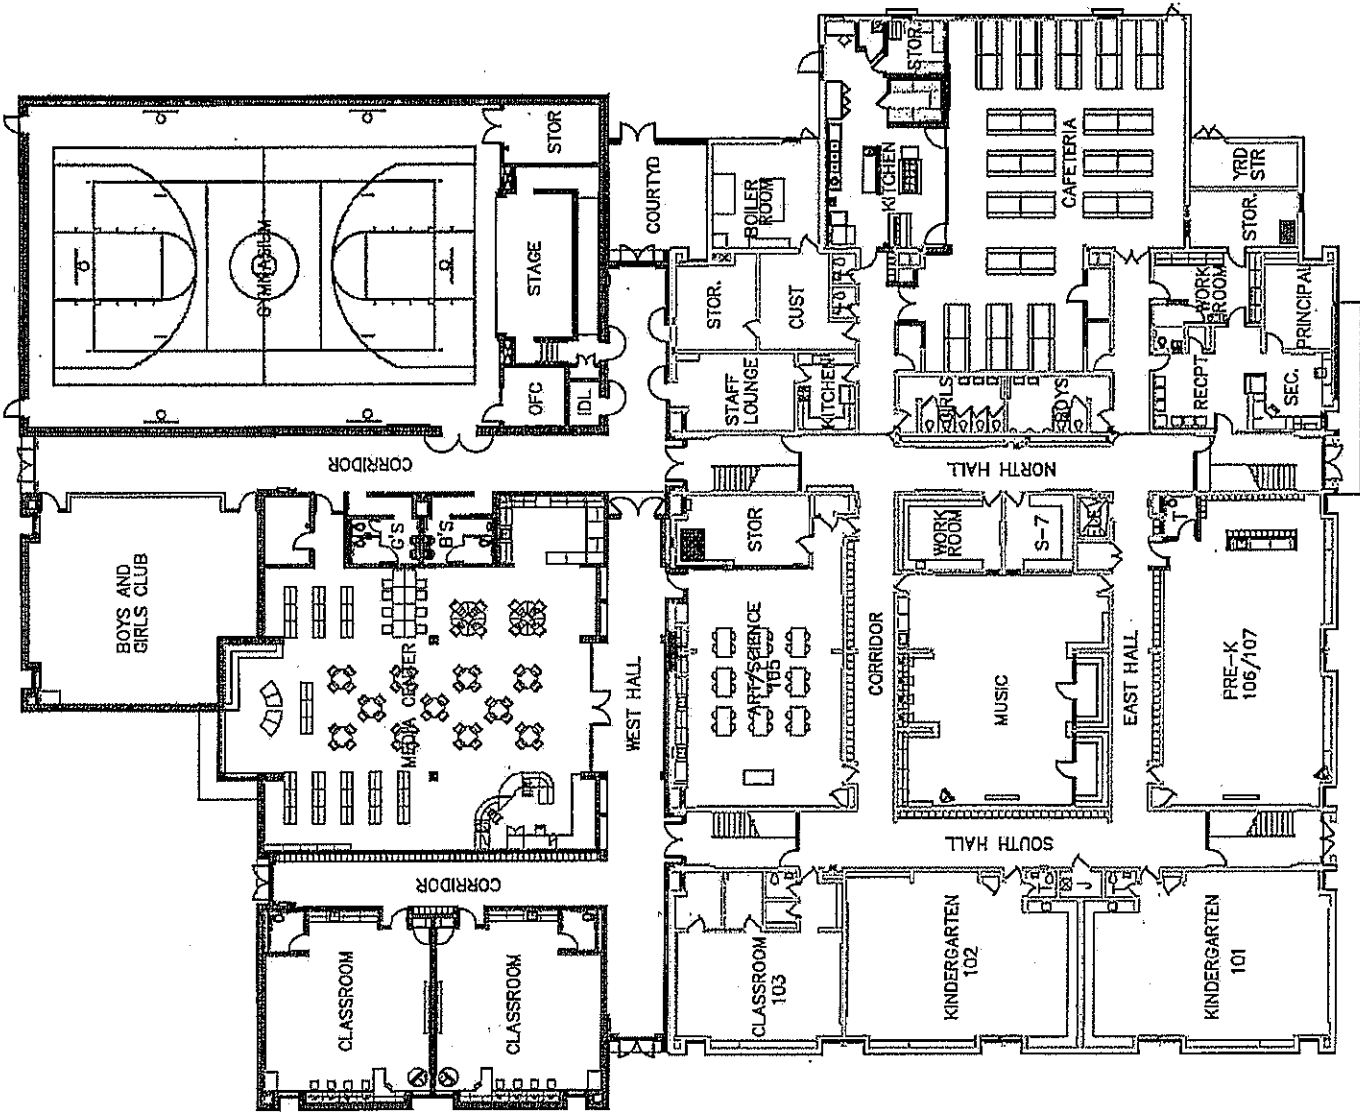 STOR.
CAFETERIA
STOR
COURTYD
BOILER
ROOM
KITCHEN
YRD
STR
GYMNASIUM
STAGE
STOR.
STOR.
CUST
WORK
ROOM
PRINCIPAL
OFC
IDL
STAFF
LOUNGE
KITCHEN
GIRLS
BOYS
RECPT
SEC.
CORRIDOR
NORTH HALL
BOYS AND
GIRLS CLUB
G'S
B'S
STOR
WORK
ROOM
S-7
ELEV
T
MEDIA CENTER
WEST HALL
ART/SCIENCE
105
CORRIDOR
MUSIC
EAST HALL
PRE-K
106/107
SOUTH HALL
CORRIDOR
T
J
T
CLASSROOM
CLASSROOM
CLASSROOM
103
KINDERGARTEN
102
KINDERGARTEN
101